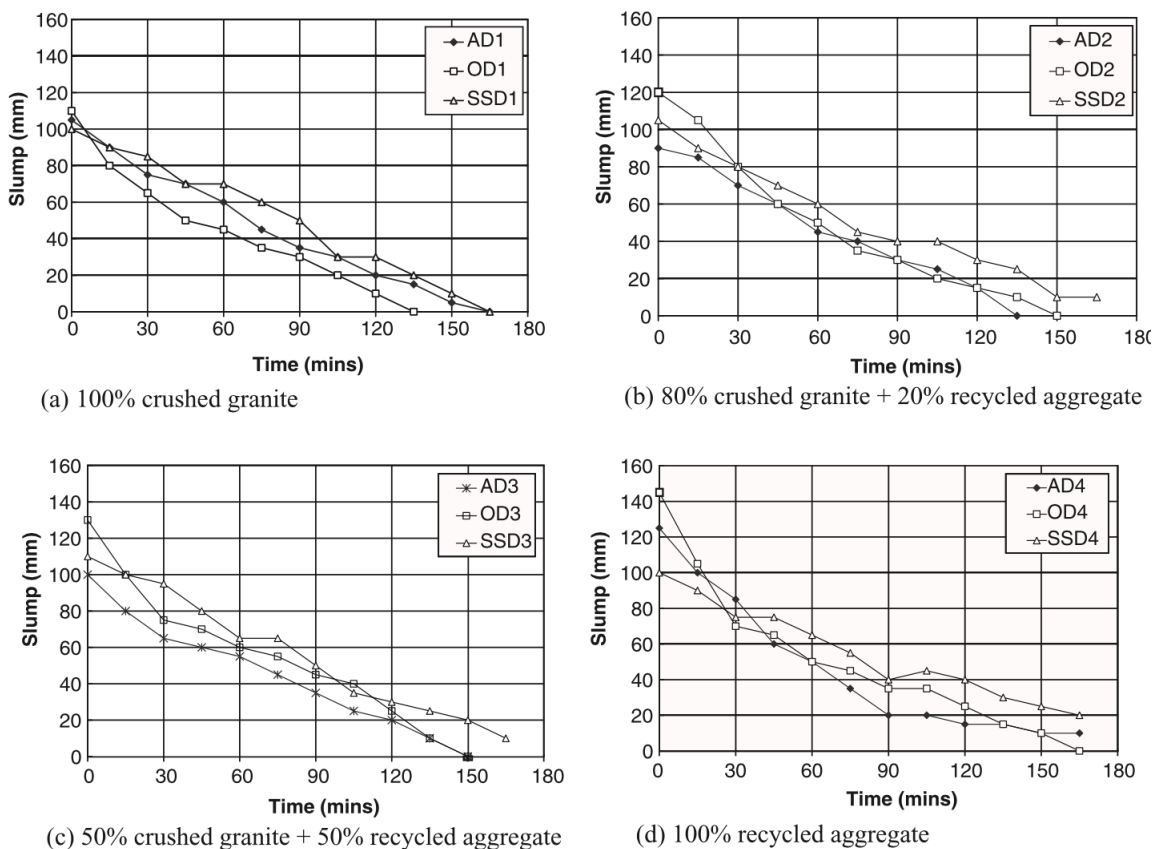 160
140
120
100
80
60
40
20
0
Slump (mm)
AD1
OD1
SSD1
0 30 60 90 120 150 180
Time (mins)
(a) 100% crushed granite
160
140
120
100
80
60
40
20
0
Slump (mm)
AD2
OD2
SSD2
0 30 60 90 120 150 180
Time (mins)
(b) 80% crushed granite + 20% recycled aggregate
160
140
120
100
80
60
40
20
0
Slump (mm)
AD3
OD3
SSD3
0 30 60 90 120 150 180
Time (mins)
(c) 50% crushed granite + 50% recycled aggregate
160
140
120
100
80
60
40
20
0
Slump (mm)
AD4
OD4
SSD4
0 30 60 90 120 150 180
Time (mins)
(d) 100% recycled aggregate